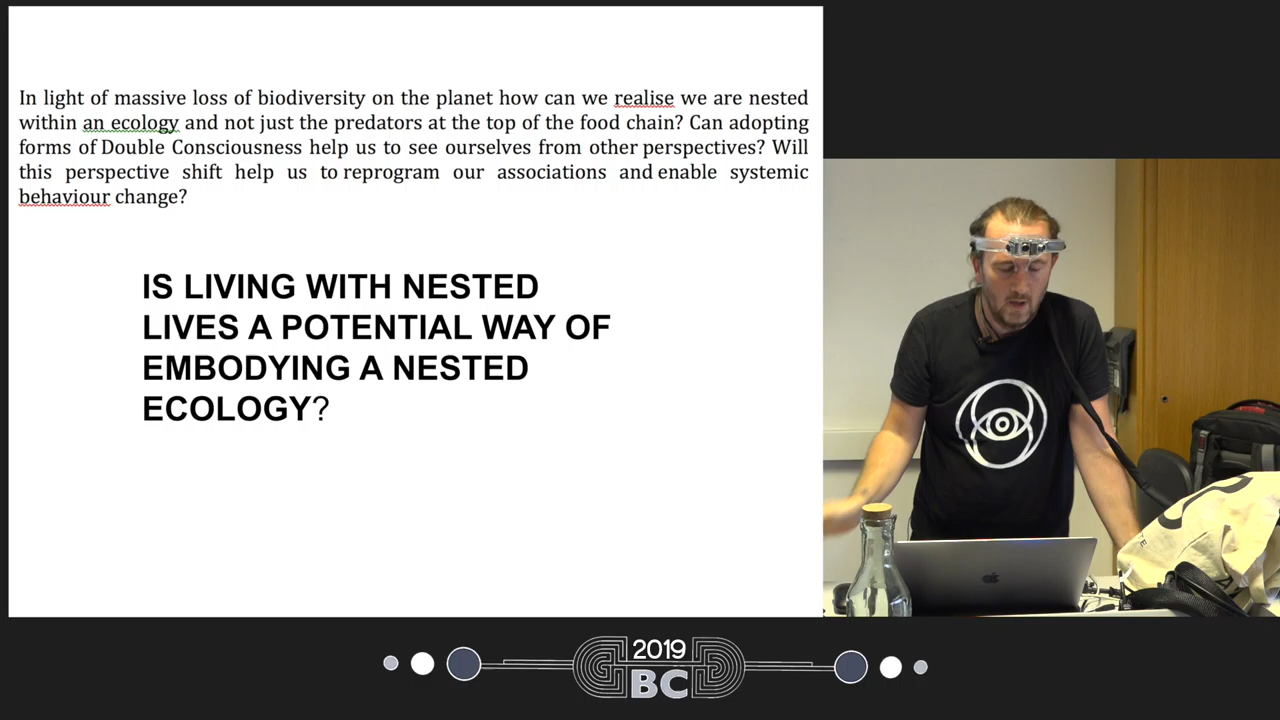 In light of massive loss of biodiversity on the planet how can we realise we are nested
within an ecology and not just the predators at the top of the food chain? Can adopting
forms of Double Consciousness help us to see ourselves from other perspectives? Will
this perspective shift help us to reprogram our associations and enable systemic
behaviour change?
IS LIVING WITH NESTED
LIVES A POTENTIAL WAY OF
EMBODYING A NESTED
ECOLOGY?
2019
BC